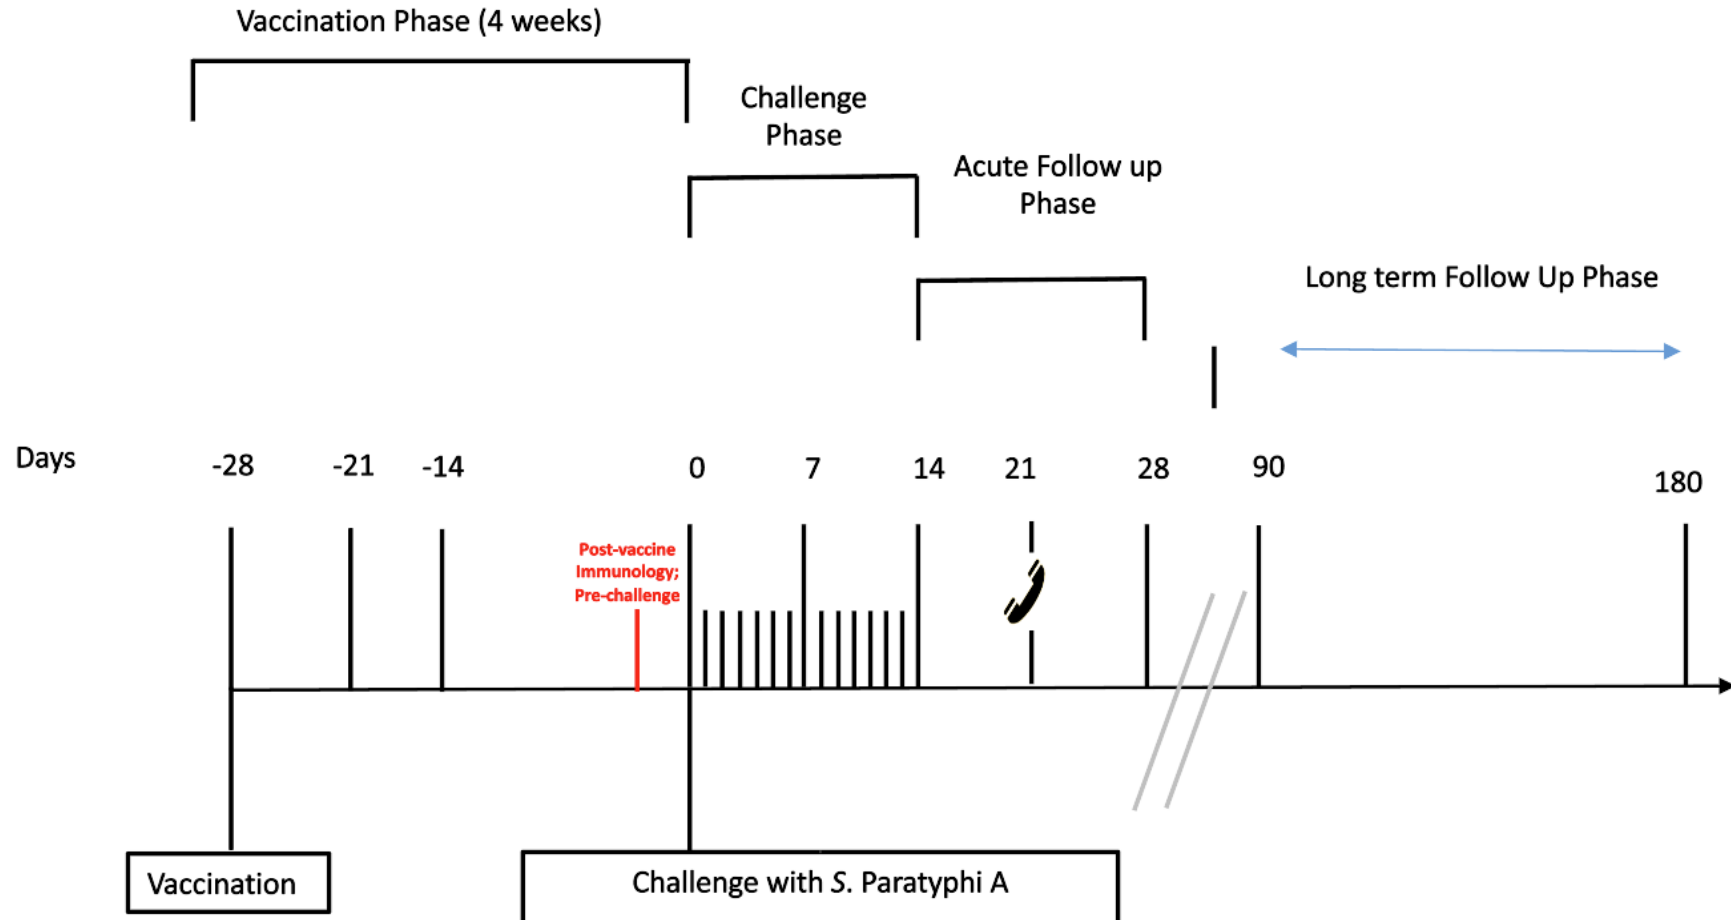 Vaccination Phase (4 weeks)
Challenge
Phase
Acute Follow up
Phase
Long term Follow Up Phase
Days
-28
-21
-14
0
7
14
21
28
90
180
Post-vaccine
Immunology;
Pre-challenge
Vaccination
Challenge with S. Paratyphi A